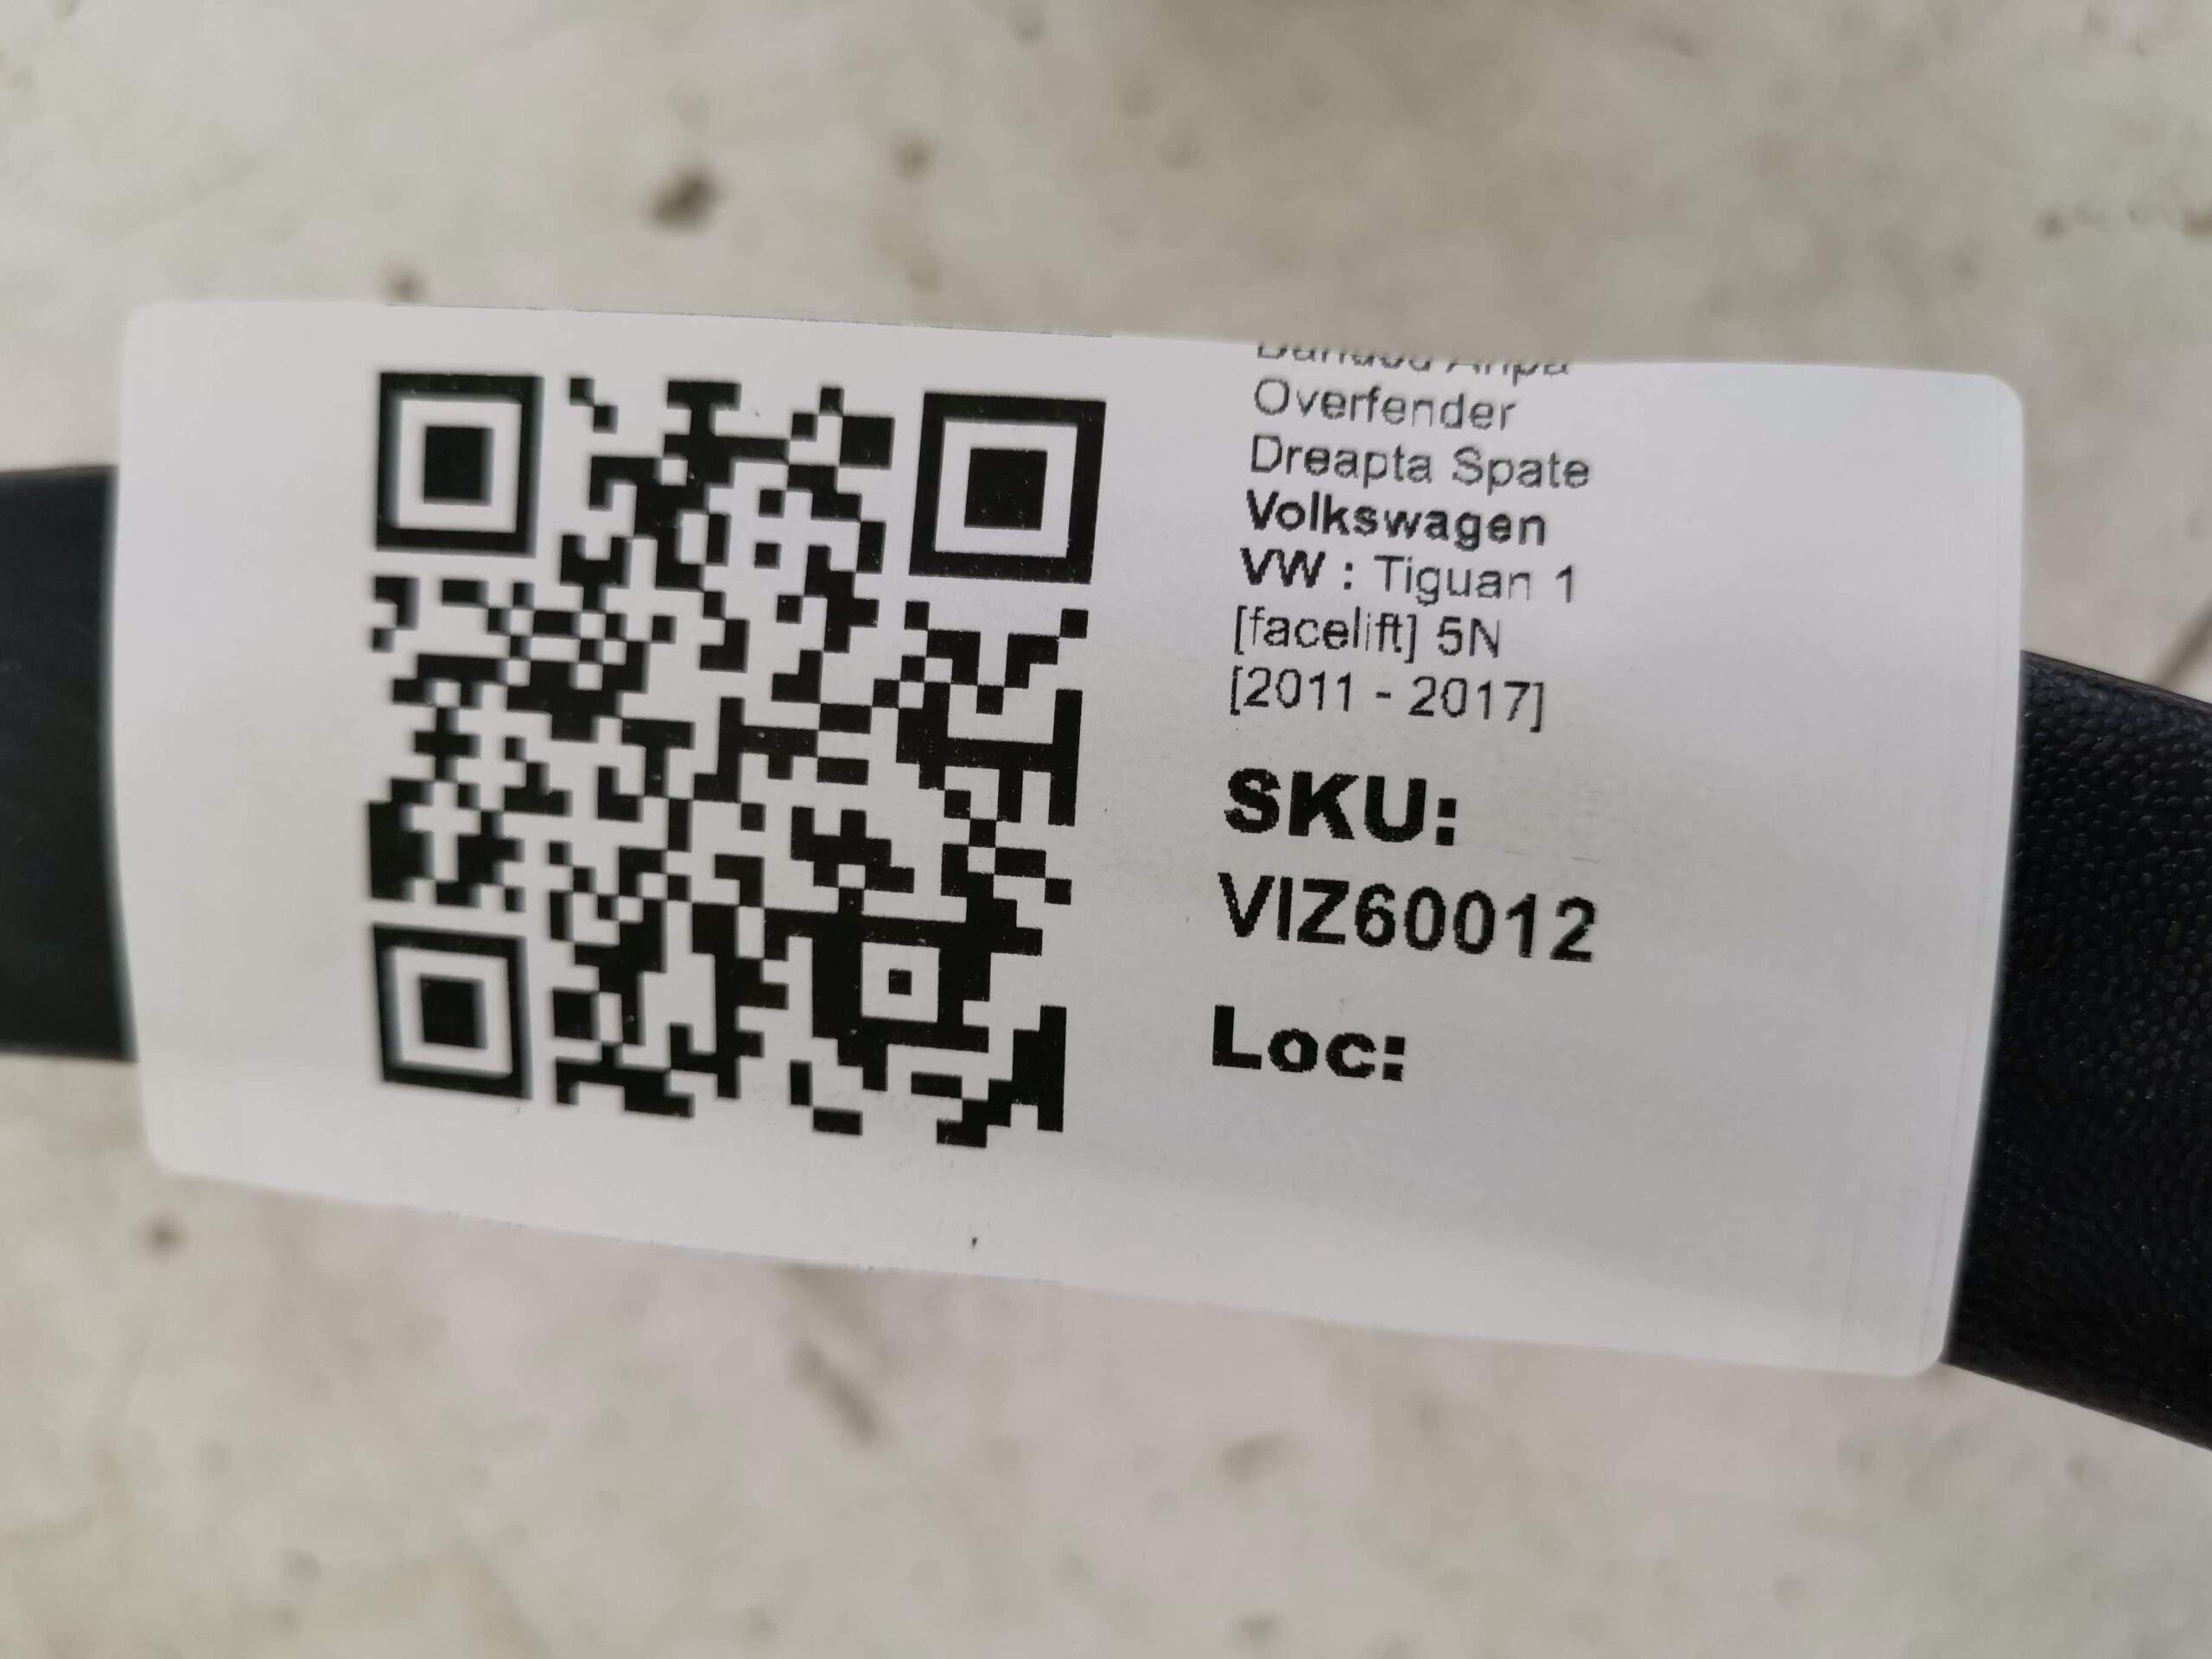 Overfender
Dreapta Spate
Volkswagen
VW : Tiguan 1
[facelift] 5N
[2011 - 2017]
SKU:
VIZ60012
Loc: